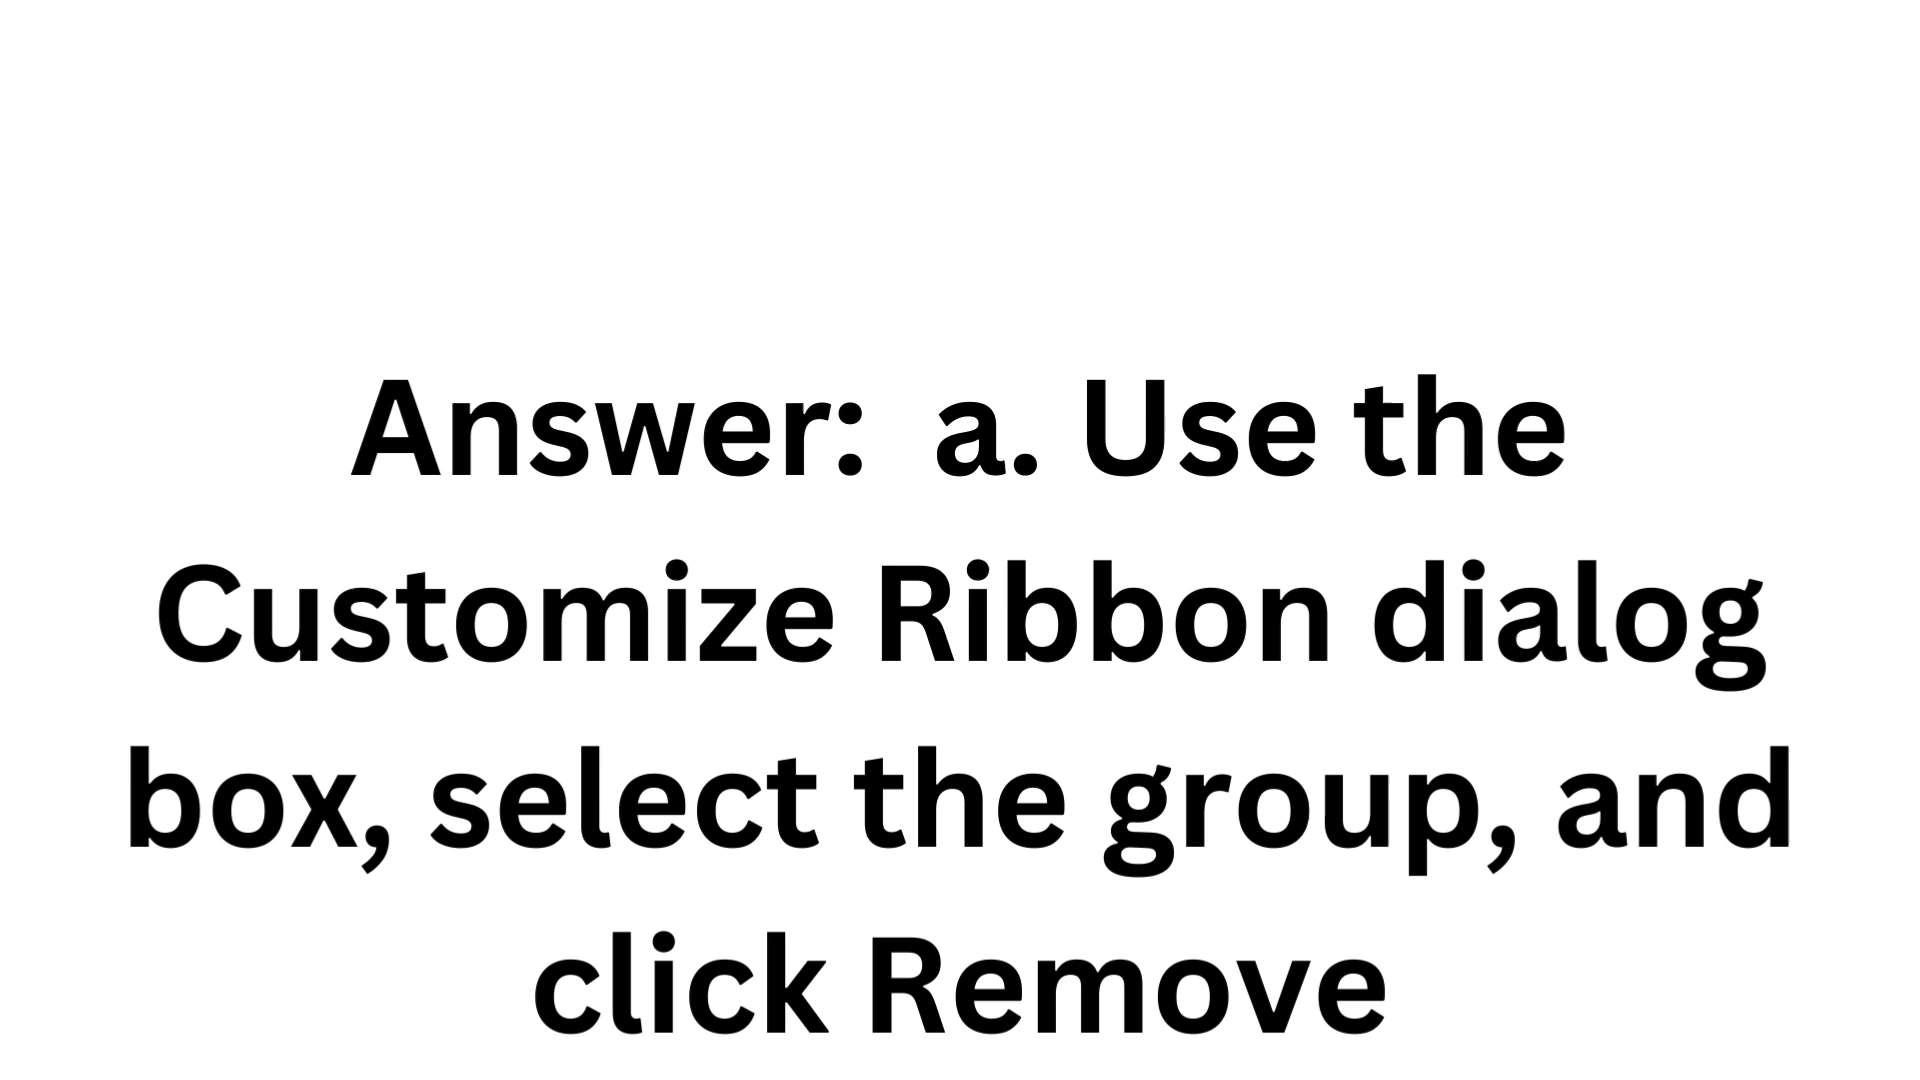 Answer:  a. Use the
Customize Ribbon dialog
box, select the group, and
click Remove